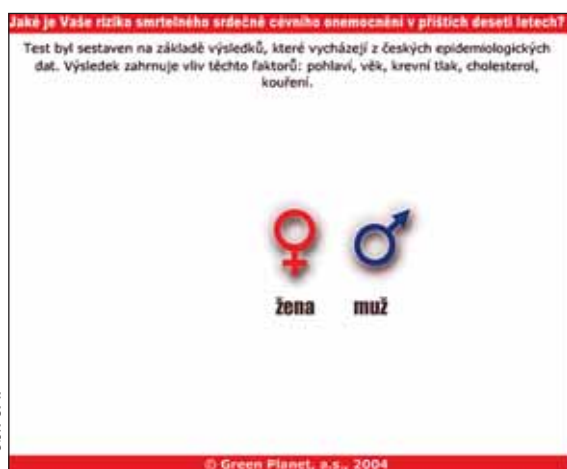 Jaké je Vaše riziko smrtelného srdečně cévního onemocnění v příštích deseti letech?
Test byl sestaven na základě výsledků, které vycházejí z českých epidemiologických
dat. Výsledek zahrnuje vliv těchto faktorů: pohlaví, věk, krevní tlak, cholesterol,
kouření.
žena muž
© Green Planet, a.s., 2004